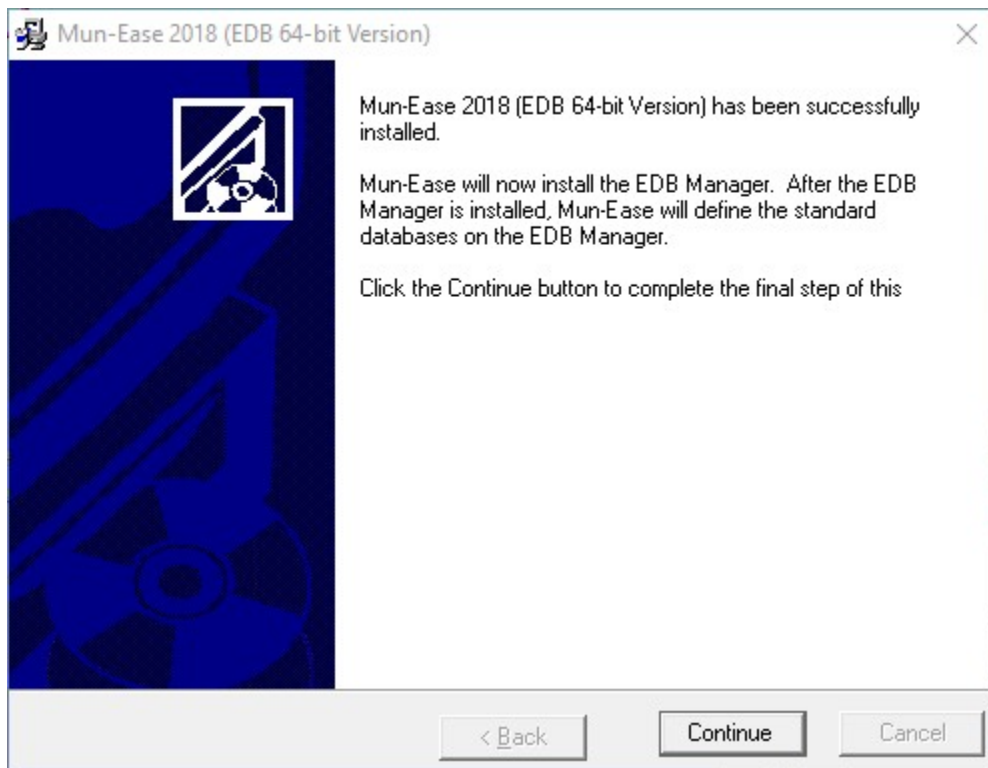 Mun-Ease 2018 (EDB 64-bit Version)
Mun-Ease 2018 (EDB 64-bit Version) has been successfully
installed.
Mun-Ease will now install the EDB Manager.  After the EDB
Manager is installed, Mun-Ease will define the standard
databases on the EDB Manager.
Click the Continue button to complete the final step of this
< Back
Continue
Cancel